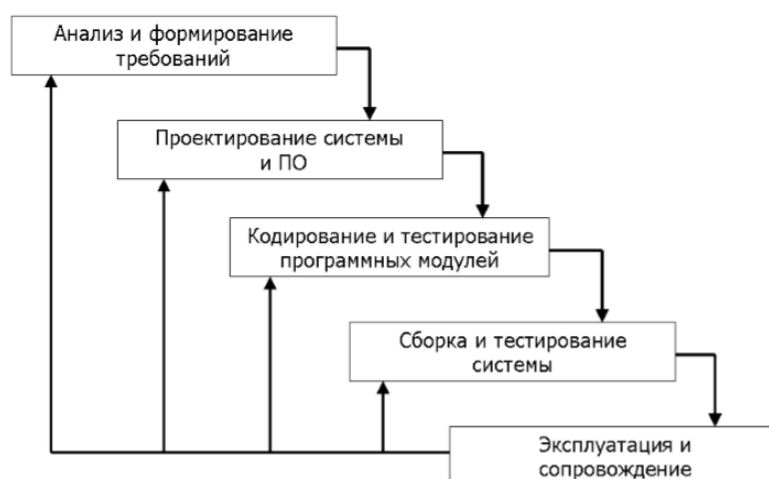 Анализ и формирование
требований
Проектирование системы
и ПО
Кодирование и тестирование
программных модулей
Сборка и тестирование
системы
Эксплуатация и
сопровождение